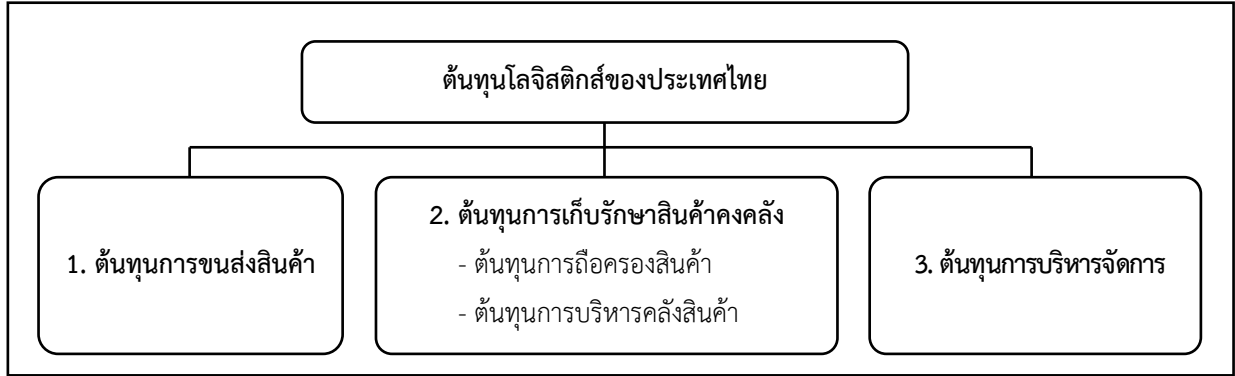 ต้นทุนโลจิสติกส์ของประเทศไทย
1. ต้นทุนการขนส่งสินค้า
2. ต้นทุนการเก็บรักษาสินค้าคงคลัง
- ต้นทุนการถือครองสินค้า
- ต้นทุนการบริหารคลังสินค้า
3. ต้นทุนการบริหารจัดการ